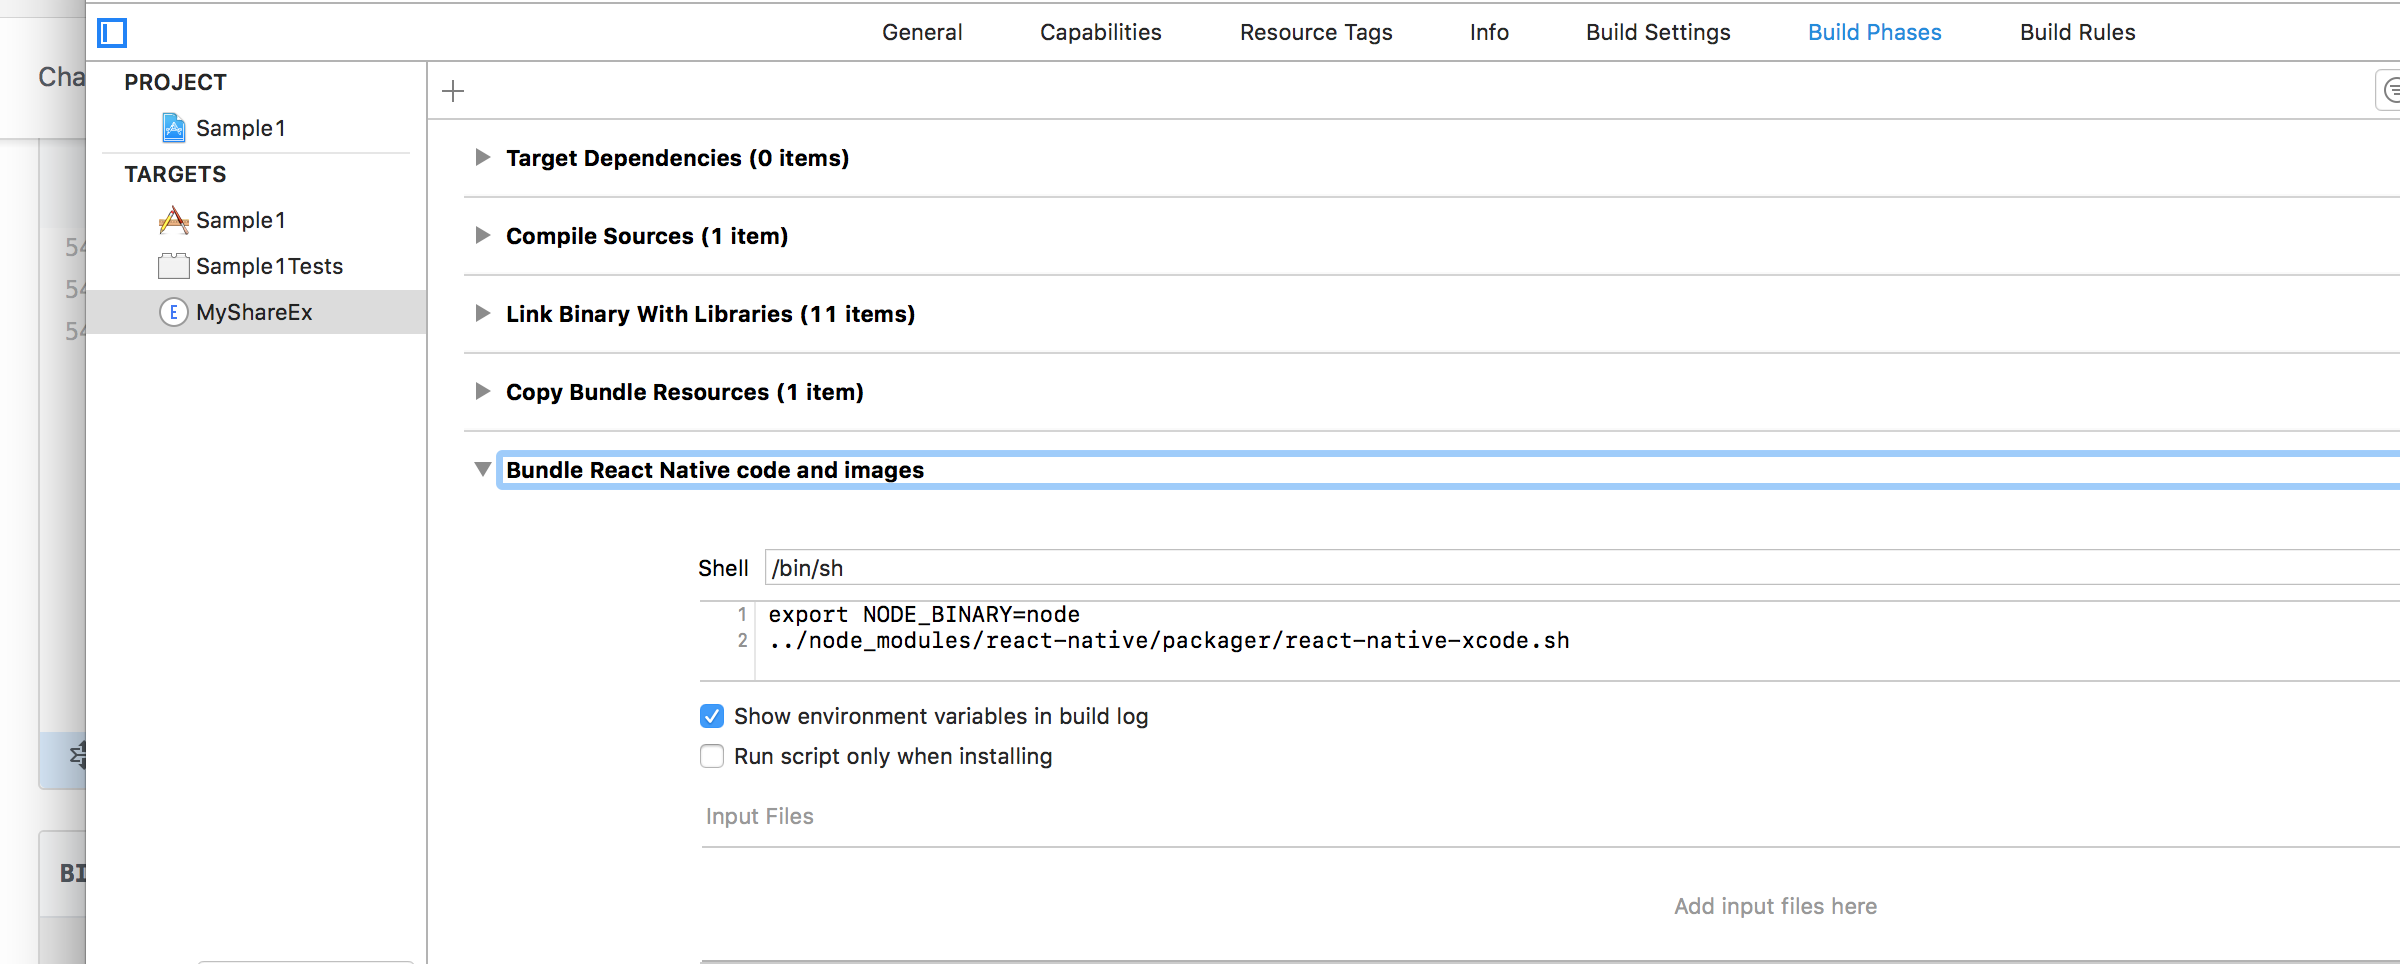 General Capabilities Resource Tags Info Build Settings Build Phases Build Rules
Cha
PROJECT
Sample1
TARGETS
Sample1
Sample1Tests
E MyShareEx
54
54
54
BI
Target Dependencies (0 items)
Compile Sources (1 item)
Link Binary With Libraries (11 items)
Copy Bundle Resources (1 item)
Bundle React Native code and images
Shell /bin/sh
1 export NODE_BINARY=node
2 ../node_modules/react-native/packager/react-native-xcode.sh
Show environment variables in build log
Run script only when installing
Input Files
Add input files here